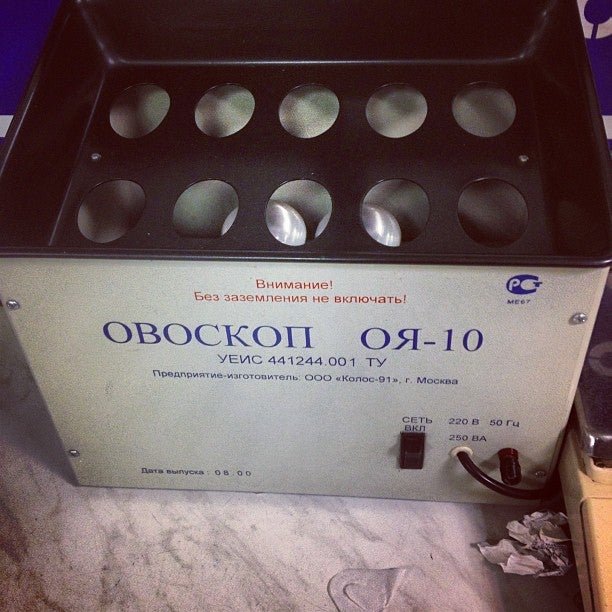 Внимание!
Без заземления не включать!
РС
МЕ67
ОВОСКОП ОЯ-10
УЕИС 441244.001 ТУ
Предприятие-изготовитель: ООО «Колос-91», г. Москва
СЕТЬ 220 В 50 Гц
ВКЛ
250 ВА
Дата выпуска : 08.00